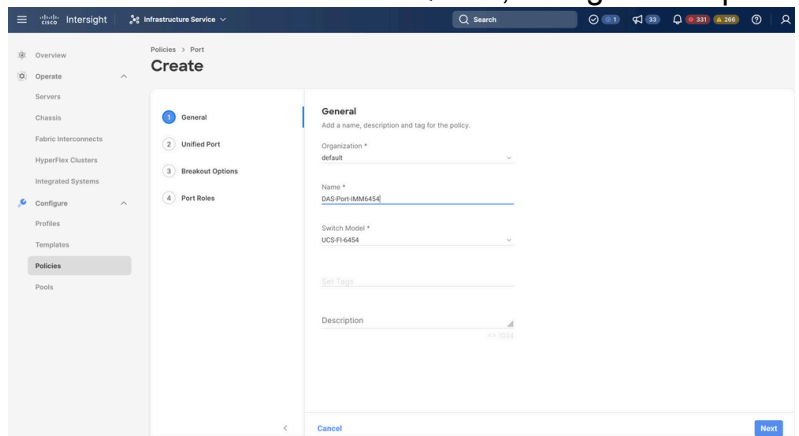 cisco Intersight
Infrastructure Service
Search
1
33
331
266
Overview
Operate
Servers
Chassis
Fabric Interconnects
HyperFlex Clusters
Integrated Systems
Configure
Profiles
Templates
Policies
Pools
Policies > Port
Create
1 General
2 Unified Port
3 Breakout Options
4 Port Roles
General
Add a name, description and tag for the policy.
Organization *
default
Name *
DAS-Port-IMM6454
Switch Model *
UCS-FI-6454
Set Tags
Description
<= 1024
Cancel
Next